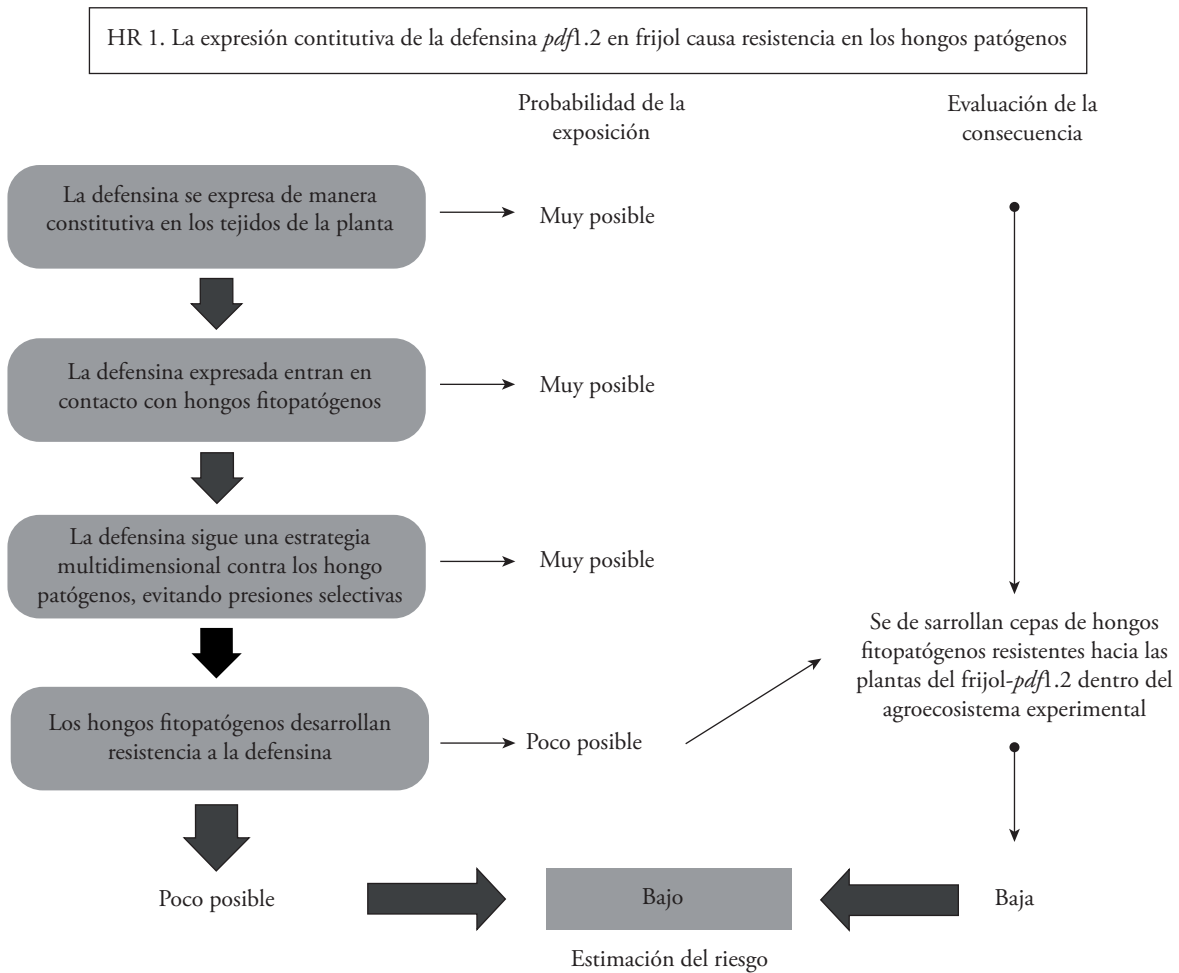 HR 1. La expresión contitutiva de la defensina pdf1.2 en frijol causa resistencia en los hongos patógenos
Probabilidad de la
exposición
Evaluación de la
consecuencia
La defensina se expresa de manera
constitutiva en los tejidos de la planta
Muy posible
La defensina expresada entran en
contacto con hongos fitopatógenos
Muy posible
La defensina sigue una estrategia
multidimensional contra los hongo
patógenos, evitando presiones selectivas
Muy posible
Se de sarrollan cepas de hongos
fitopatógenos resistentes hacia las
plantas del frijol-pdf1.2 dentro del
agroecosistema experimental
Los hongos fitopatógenos desarrollan
resistencia a la defensina
Poco posible
Poco posible
Bajo
Baja
Estimación del riesgo